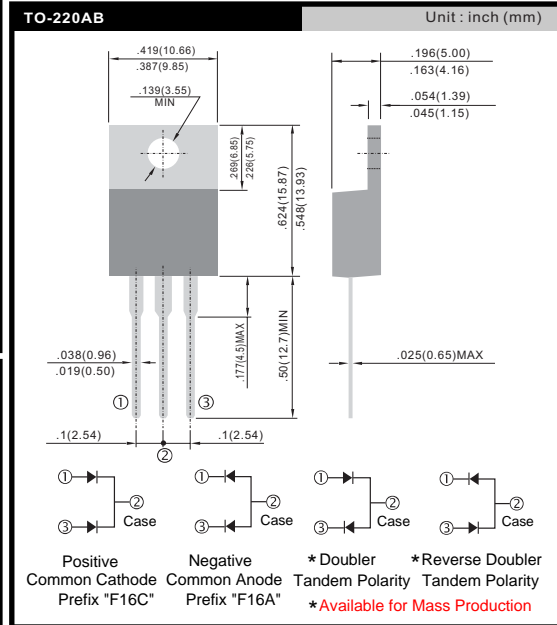 TO-220AB
Unit : inch (mm)
.419(10.66)
.387(9.85)
.139(3.55)
MIN
.269(6.85)
.226(5.75)
.624(15.87)
.548(13.93)
.196(5.00)
.163(4.16)
.054(1.39)
.045(1.15)
.038(0.96)
.019(0.50)
.177(4.5)MAX
.50(12.7)MIN
.025(0.65)MAX
① ③
.1(2.54) .1(2.54)
②
① ② ③ Case
① ② ③ Case
① ② ③ Case
① ② ③ Case
Positive
Common Cathode
Prefix "F16C"
Negative
Common Anode
Prefix "F16A"
* Doubler
Tandem Polarity
* Reverse Doubler
Tandem Polarity
* Available for Mass Production